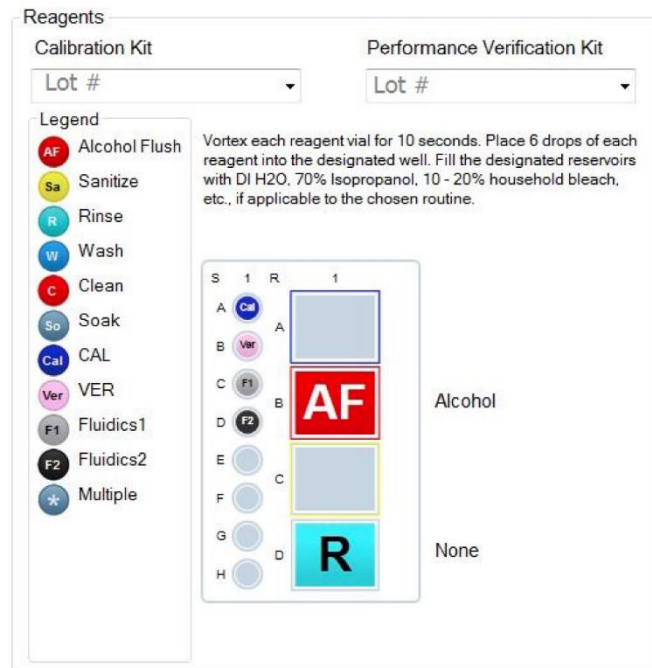 Reagents
Calibration Kit
Performance Verification Kit
Lot #
Lot #
Legend
AF Alcohol Flush
Sa Sanitize
R Rinse
W Wash
C Clean
So Soak
Cal CAL
Ver VER
F1 Fluidics1
F2 Fluidics2
* Multiple
Vortex each reagent vial for 10 seconds. Place 6 drops of each
reagent into the designated well. Fill the designated reservoirs
with DI H2O, 70% Isopropanol, 10 - 20% household bleach,
etc., if applicable to the chosen routine.
S 1 R 1
A Cal
A
B Ver
C F1
B AF Alcohol
D F2
E
C
F
G
D R None
H